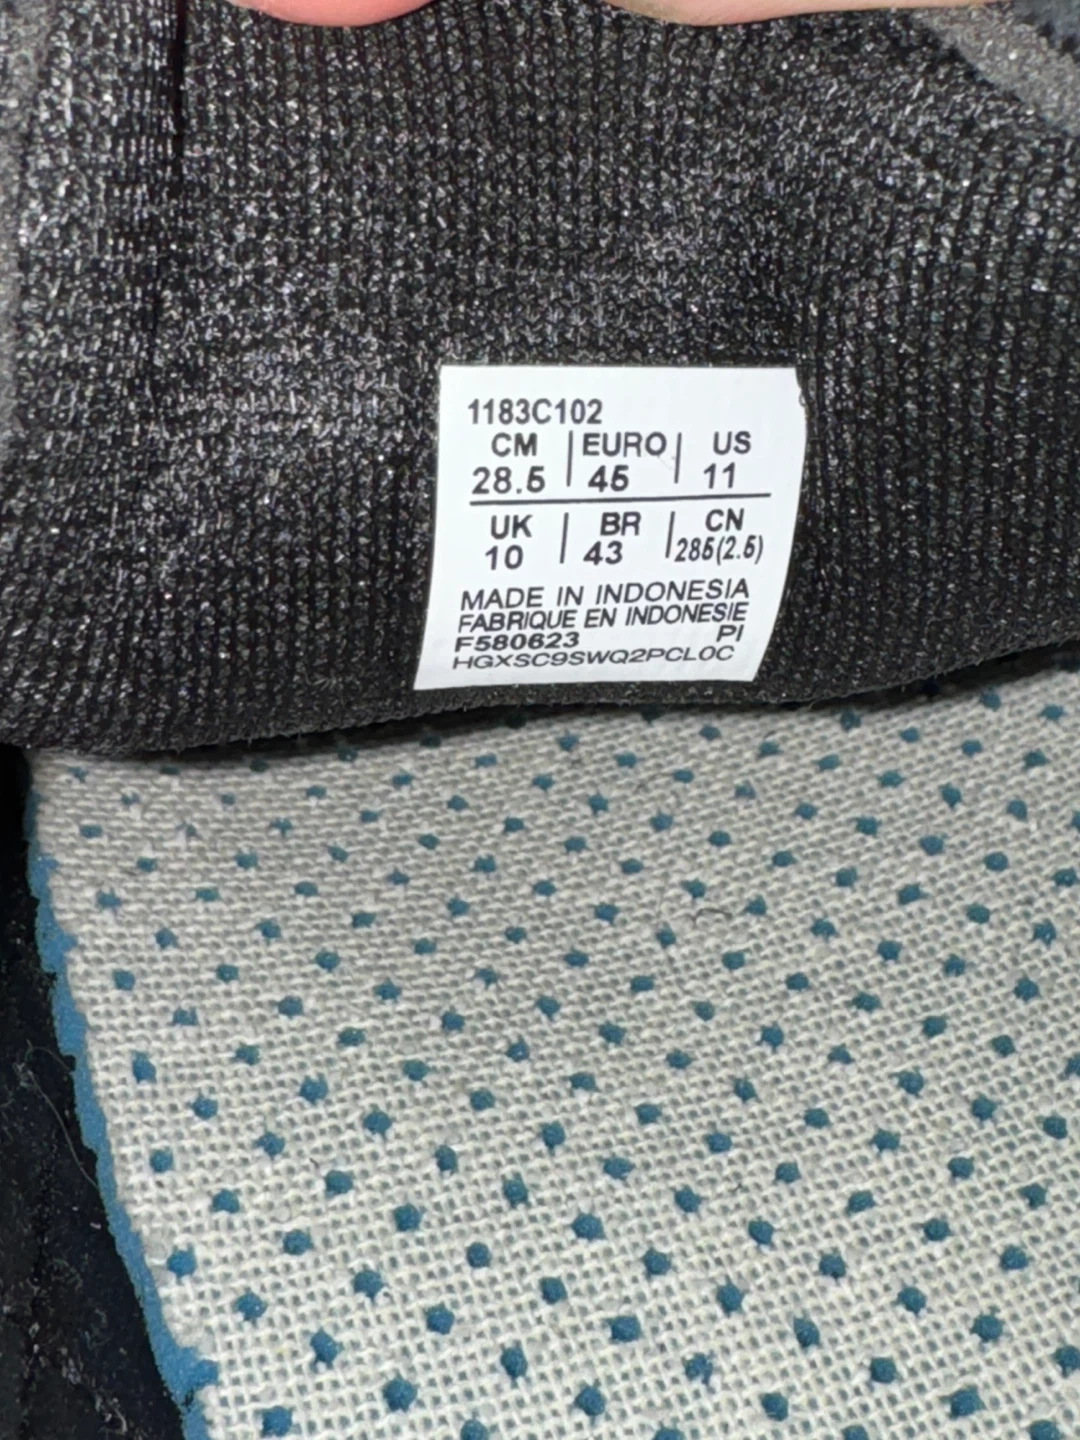 1183C102
CM | EURO | US
28.5 | 45 | 11
UK | BR | CN
10 | 43 | 285(2.5)
MADE IN INDONESIA
FABRIQUE EN INDONESIE
F580623 PI
HGXSC9SWQ2PCL0C